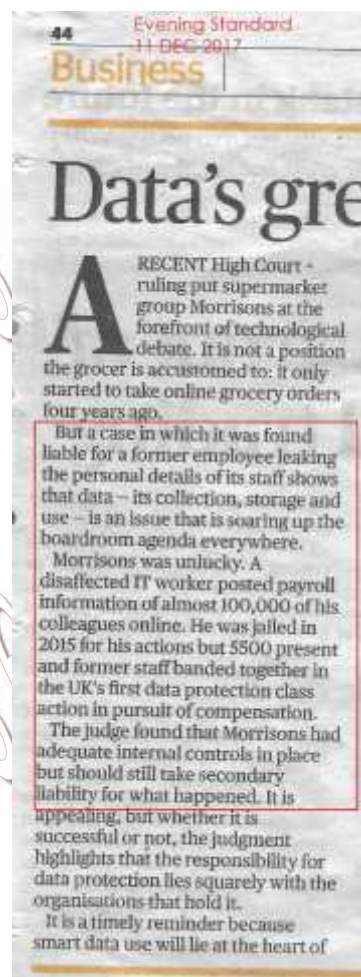 44
Evening Standard
11 DEC 2017
Business
Data's gre
A RECENT High Court
ruling put supermarket
group Morrisons at the
forefront of technological
debate. It is not a position
the grocer is accustomed to: it only
started to take online grocery orders
four years ago.
But a case in which it was found
liable for a former employee leaking
the personal details of its staff shows
that data – its collection, storage and
use – is an issue that is soaring up the
boardroom agenda everywhere.
Morrisons was unlucky. A
disaffected IT worker posted payroll
information of almost 100,000 of his
colleagues online. He was jailed in
2015 for his actions but 5500 present
and former staff banded together in
the UK's first data protection class
action in pursuit of compensation.
The judge found that Morrisons had
adequate internal controls in place
but should still take secondary
liability for what happened. It is
appealing, but whether it is
successful or not, the judgment
highlights that the responsibility for
data protection lies squarely with the
organisations that hold it.
It is a timely reminder because
smart data use will lie at the heart of